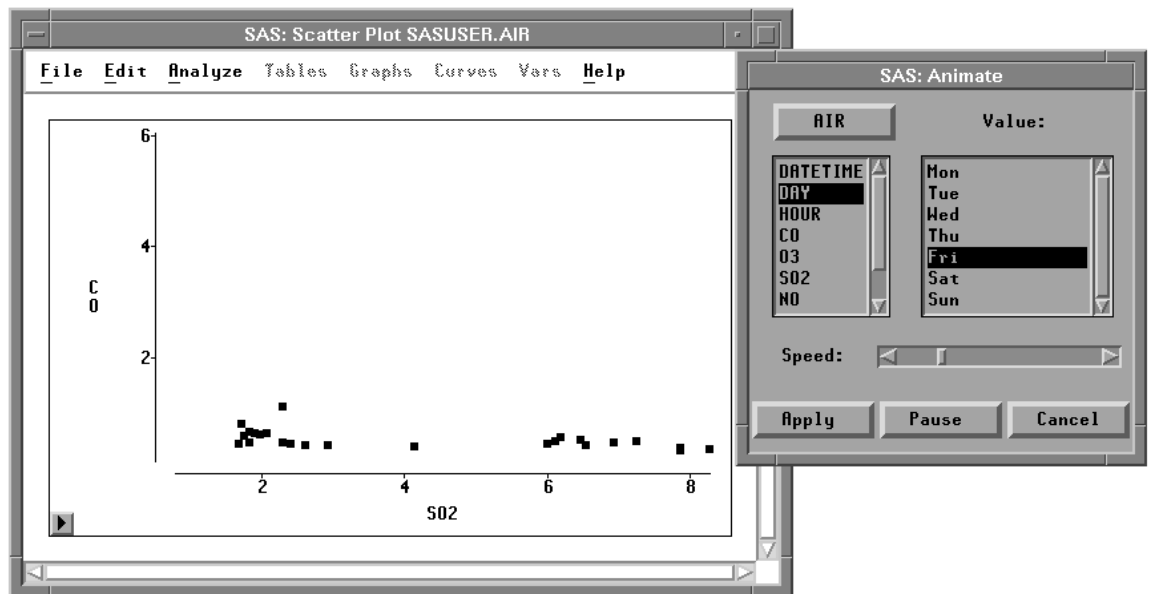 SAS: Scatter Plot SASUSER.AIR
File Edit Analyze Tables Graphs Curves Vars Help
6
4
2
C
O
2 4 6 8
SO2
SAS: Animate
AIR Value:
DATETIME
DAY
HOUR
CO
O3
SO2
NO
Mon
Tue
Wed
Thu
Fri
Sat
Sun
Speed:
Apply Pause Cancel